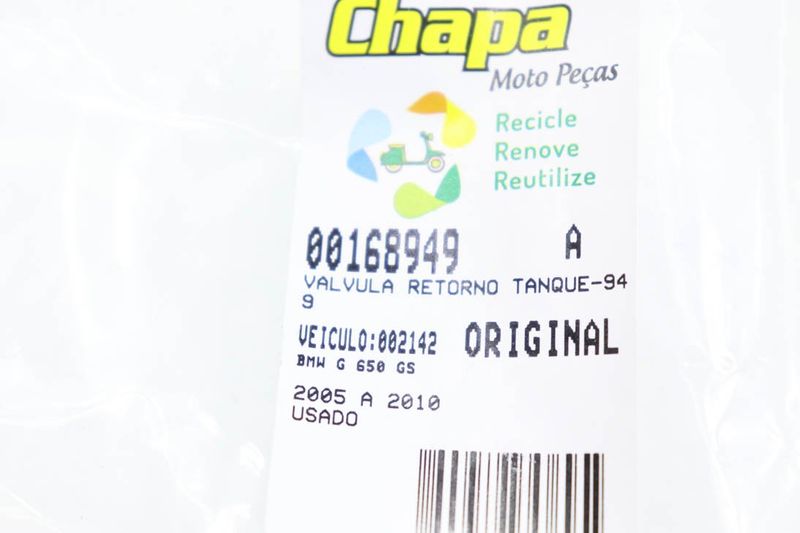 Chapa
Moto Peças
Recicle
Renove
Reutilize
00168949 A
VALVULA RETORNO TANQUE-94
9
VEICULO:002142 ORIGINAL
BMW G 650 GS
2005 A 2010
USADO